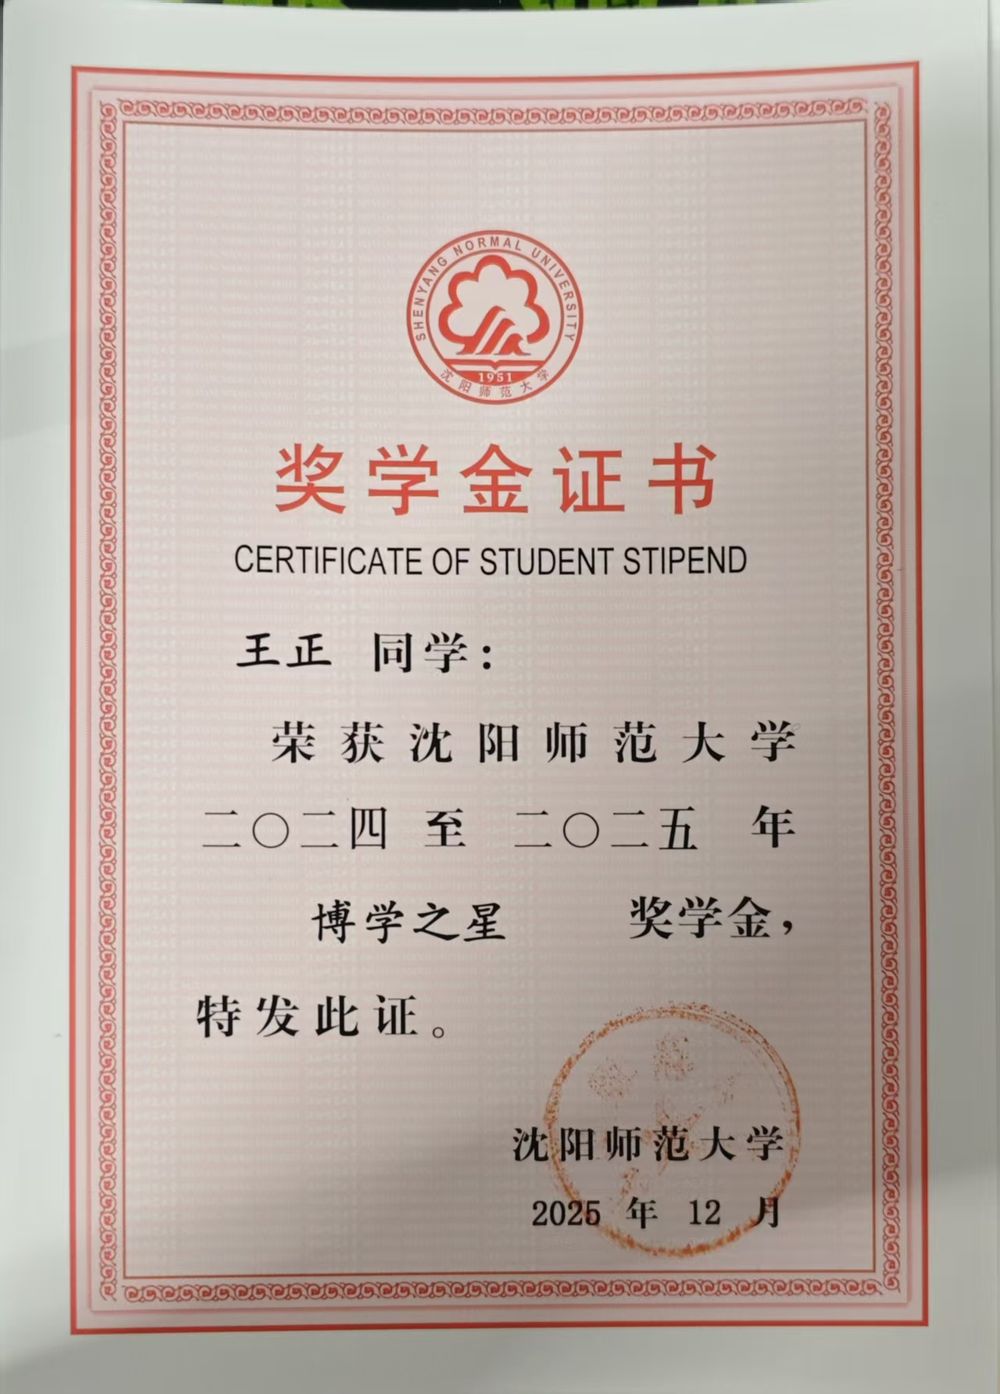 SHENYANG NORMAL UNIVERSITY
1951
沈阳师范大学
奖学金证书
CERTIFICATE OF STUDENT STIPEND
王正 同学：
荣获沈阳师范大学
二〇二四 至 二〇二五 年
博学之星 奖学金，
特发此证。
沈阳师范大学
2025 年 12 月